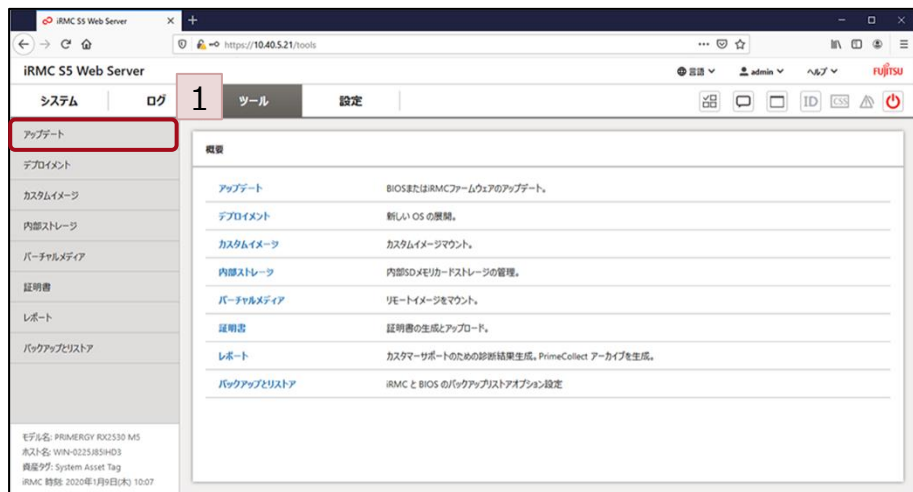 iRMC S5 Web Server
https://10.40.5.21/tools
iRMC S5 Web Server
言語
admin
ヘルプ
FUJITSU
システム
ログ
1
ツール
設定
ID
CSS
アップデート
デプロイメント
カスタムイメージ
内部ストレージ
バーチャルメディア
証明書
レポート
バックアップとリストア
概要
アップデート BIOSまたはiRMCファームウェアのアップデート。
デプロイメント 新しい OS の展開。
カスタムイメージ カスタムイメージマウント。
内部ストレージ 内部SDメモリカードストレージの管理。
バーチャルメディア リモートイメージをマウント。
証明書 証明書の生成とアップロード。
レポート カスタマーサポートのための診断結果生成。PrimeCollect アーカイブを生成。
バックアップとリストア iRMC と BIOS のバックアップリストアオプション設定
モデル名: PRIMERGY RX2530 M5
ホスト名: WIN-0225J85IHD3
資産タグ: System Asset Tag
iRMC 時刻: 2020年1月9日(木) 10:07